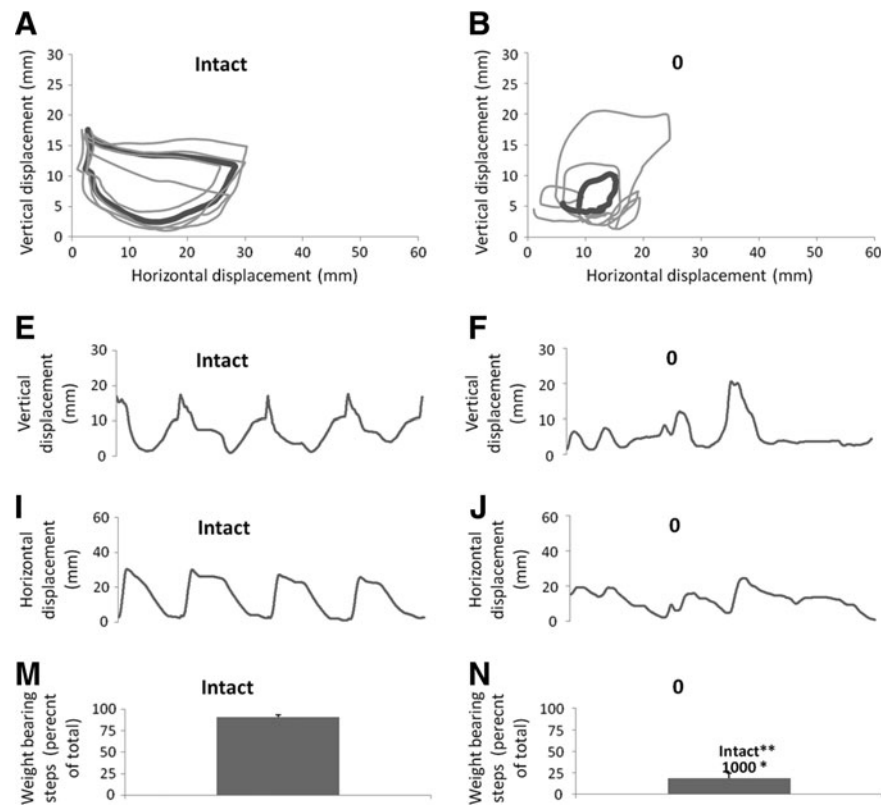 A
B
Intact
0
Vertical displacement (mm)
30
25
20
15
10
5
0
0 10 20 30 40 50 60
Horizontal displacement (mm)
Vertical displacement (mm)
30
25
20
15
10
5
0
0 10 20 30 40 50 60
Horizontal displacement (mm)
E
F
Intact
0
Vertical
displacement
(mm)
30
20
10
0
Vertical
displacement
(mm)
30
20
10
0
I
J
Intact
0
Horizontal
displacement
(mm)
60
40
20
0
Horizontal
displacement
(mm)
60
40
20
0
M
N
Intact
0
Weight bearing
steps (perecnt
of total)
100
75
50
25
0
Weight bearing
steps (perecnt
of total)
100
75
50
25
0
Intact**
1000 *